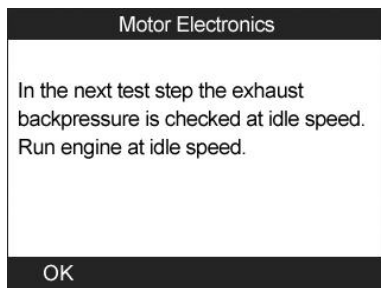 Motor Electronics
In the next test step the exhaust
backpressure is checked at idle speed.
Run engine at idle speed.
OK